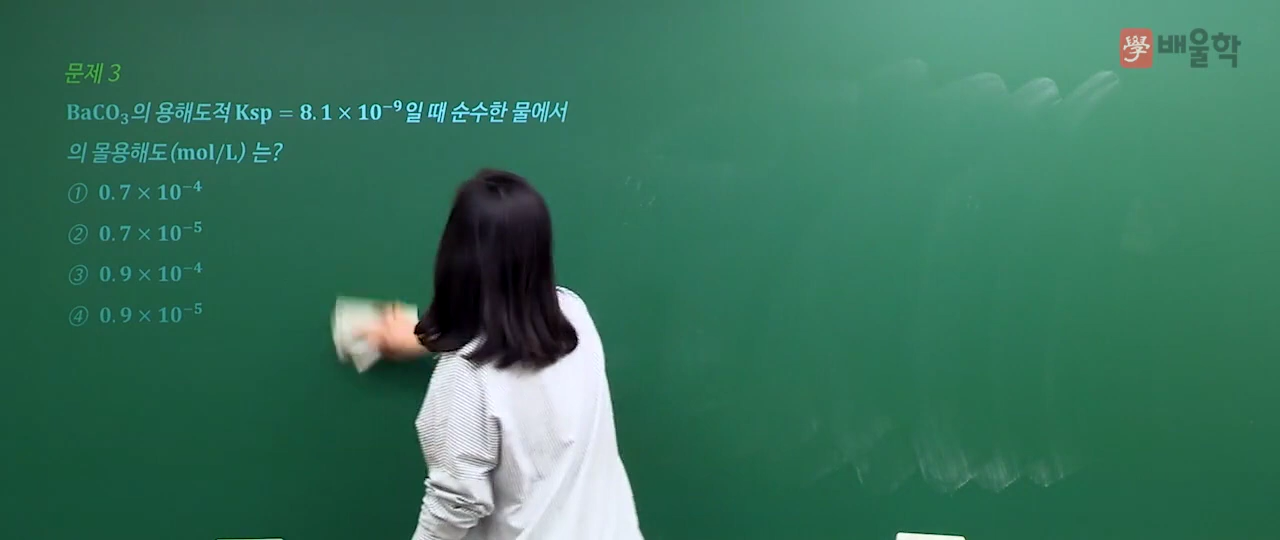 學 배울학
문제 3
BaCO₃의 용해도적 Ksp = 8.1 × 10⁻⁹일 때 순수한 물에서
의 몰용해도(mol/L) 는?
① 0.7 × 10⁻⁴
② 0.7 × 10⁻⁵
③ 0.9 × 10⁻⁴
④ 0.9 × 10⁻⁵